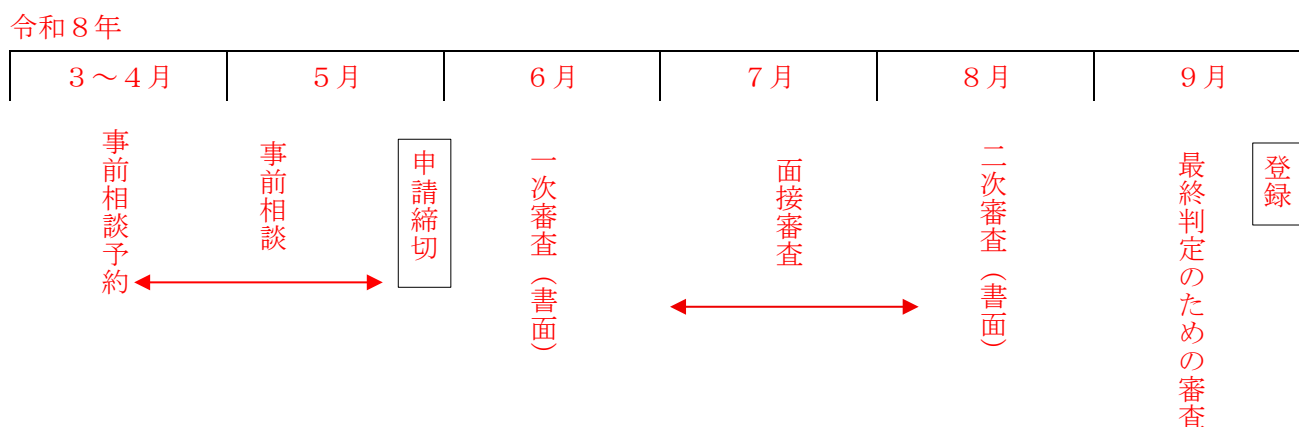 令和８年
３～４月
５月
６月
７月
８月
９月
事前相談予約
事前相談
申請締切
一次審査（書面）
面接審査
二次審査（書面）
最終判定のための審査
登録